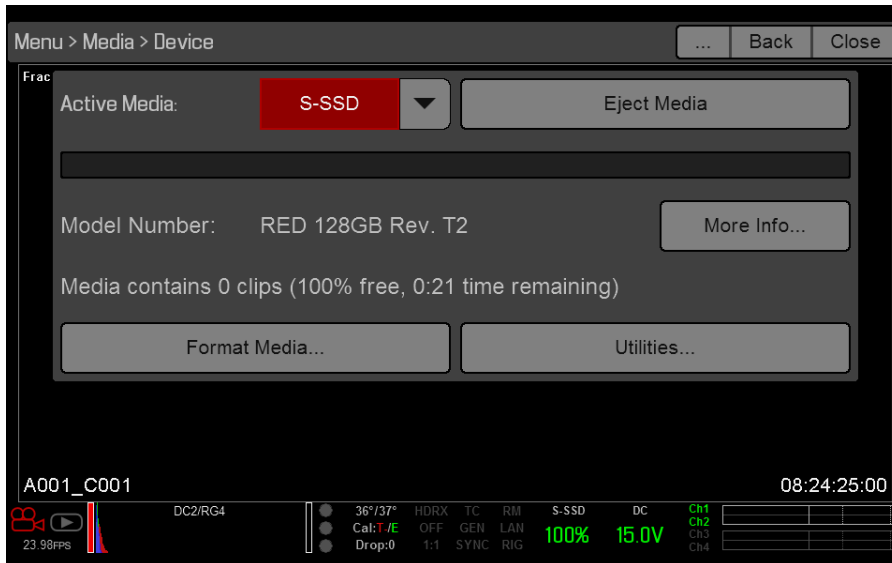 Menu > Media > Device
... Back Close
Frac
Active Media: S-SSD Eject Media
Model Number: RED 128GB Rev. T2 More Info...
Media contains 0 clips (100% free, 0:21 time remaining)
Format Media... Utilities...
A001_C001 08:24:25:00
DC2/RG4 36°/37° HDRX TC RM S-SSD DC Ch1
Cal:T-/E OFF GEN LAN 100% 15.0V Ch2
23.98FPS Drop:0 1:1 SYNC RIG Ch3
Ch4